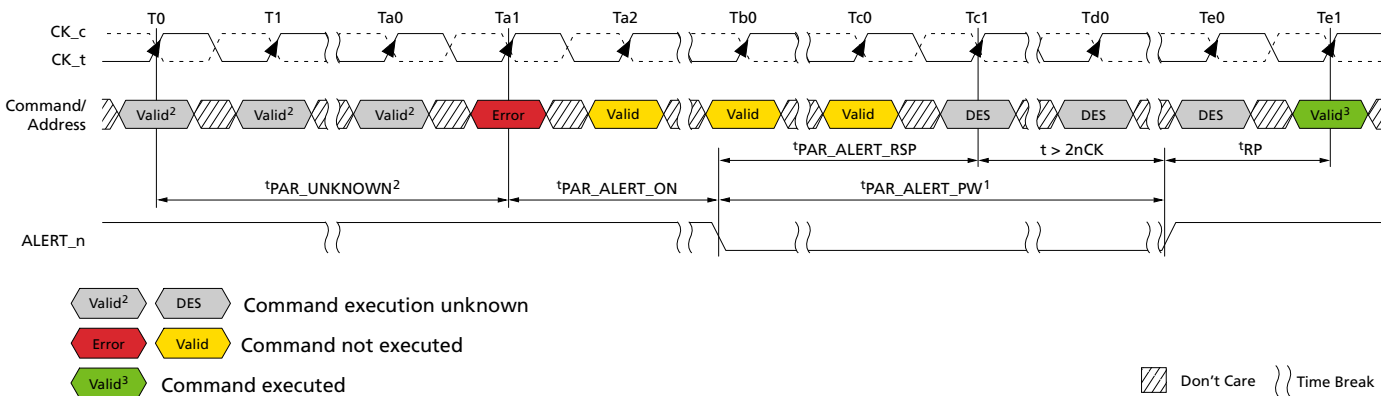 T0 T1 Ta0 Ta1 Ta2 Tb0 Tc0 Tc1 Td0 Te0 Te1
CK_c
CK_t
Command/
Address
Valid² Valid² Valid² Error Valid Valid Valid DES DES DES Valid³
tPAR_ALERT_RSP t > 2nCK tRP
tPAR_UNKNOWN² tPAR_ALERT_ON tPAR_ALERT_PW¹
ALERT_n
Valid² DES Command execution unknown
Error Valid Command not executed
Valid³ Command executed
Don't Care Time Break